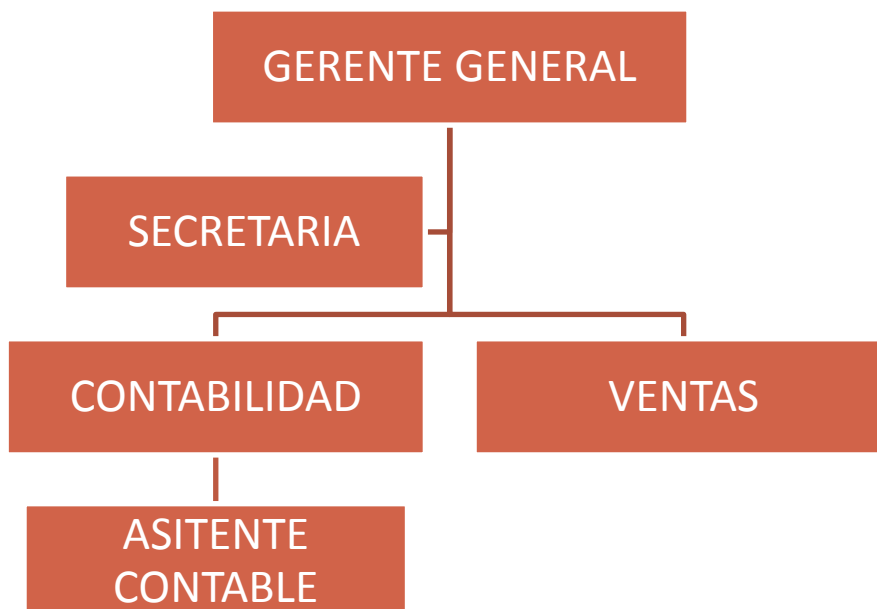 GERENTE GENERAL
SECRETARIA
CONTABILIDAD
VENTAS
ASITENTE
CONTABLE